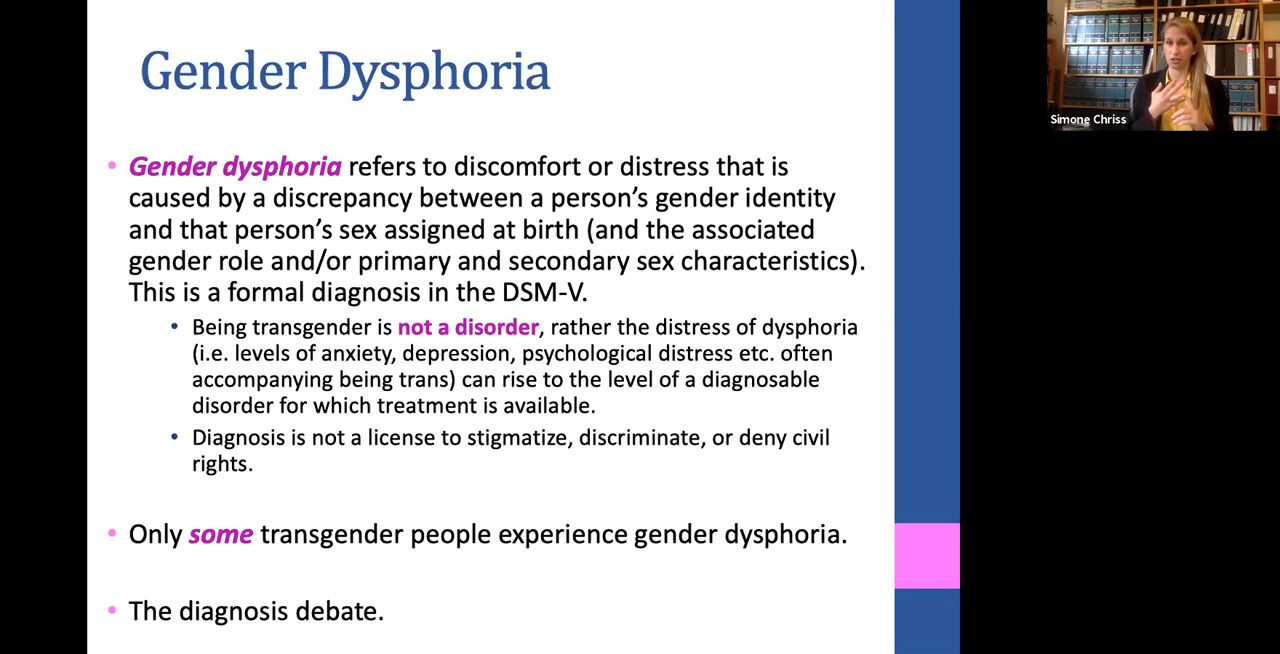 Gender Dysphoria
Simone Chriss
• Gender dysphoria refers to discomfort or distress that is
caused by a discrepancy between a person's gender identity
and that person's sex assigned at birth (and the associated
gender role and/or primary and secondary sex characteristics).
This is a formal diagnosis in the DSM-V.
• Being transgender is not a disorder, rather the distress of dysphoria
(i.e. levels of anxiety, depression, psychological distress etc. often
accompanying being trans) can rise to the level of a diagnosable
disorder for which treatment is available.
• Diagnosis is not a license to stigmatize, discriminate, or deny civil
rights.
• Only some transgender people experience gender dysphoria.
• The diagnosis debate.